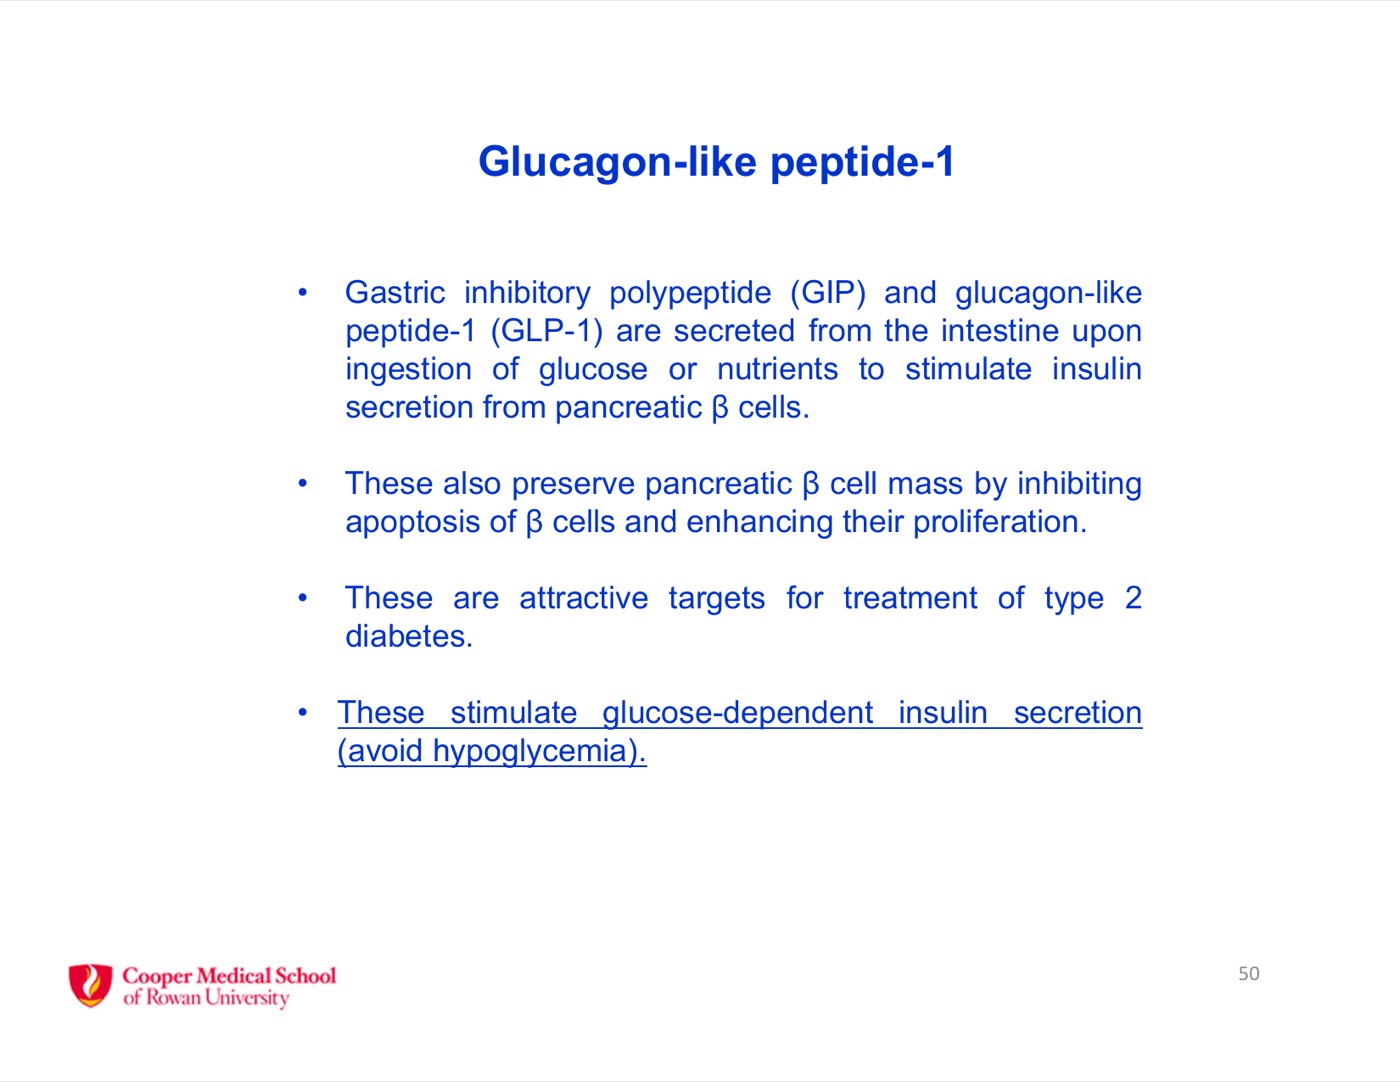 Glucagon-like peptide-1
• Gastric inhibitory polypeptide (GIP) and glucagon-like
peptide-1 (GLP-1) are secreted from the intestine upon
ingestion of glucose or nutrients to stimulate insulin
secretion from pancreatic β cells.
• These also preserve pancreatic β cell mass by inhibiting
apoptosis of β cells and enhancing their proliferation.
• These are attractive targets for treatment of type 2
diabetes.
• These stimulate glucose-dependent insulin secretion
(avoid hypoglycemia).
Cooper Medical School
of Rowan University
50